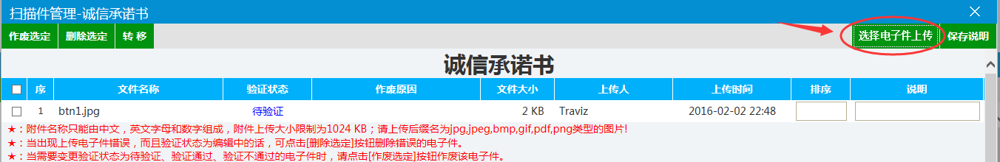 扫描件管理-诚信承诺书
作废选定 删除选定 转 移 选择电子件上传 保存说明
诚信承诺书
序 文件名称 验证状态 作废原因 文件大小 上传人 上传时间 排序 说明
1 btn1.jpg 待验证 2 KB Traviz 2016-02-02 22:48
★：附件名称只能由中文，英文字母和数字组成，附件上传大小限制为1024 KB；请上传后缀名为jpg,jpeg,bmp,gif,pdf,png类型的图片!
★：当出现上传电子件错误，而且验证状态为编辑中的话，可点击[删除选定]按钮删除错误的电子件。
★：当需要变更验证状态为待验证、验证通过、验证不通过的电子件时，请点击[作废选定]按钮作废该电子件。